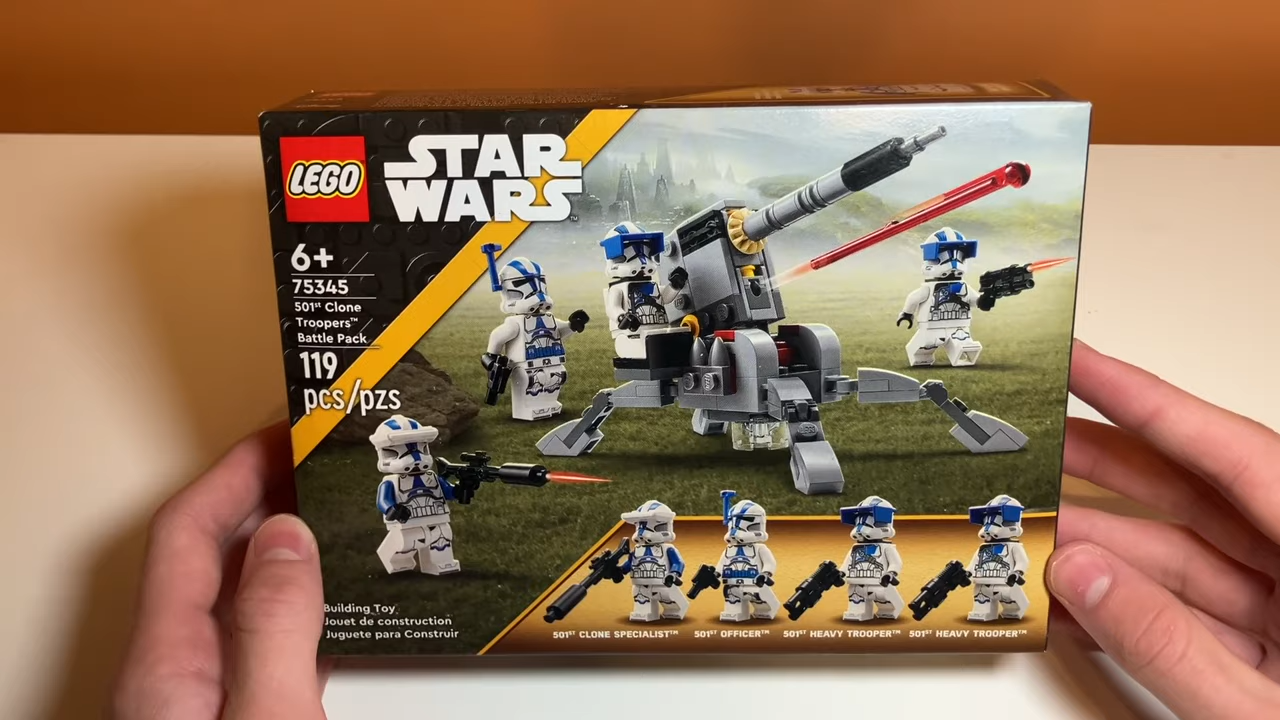 LEGO
STAR
WARS™
6+
75345
501ST Clone
Troopers™
Battle Pack
119
pcs/pzs
Building Toy
Jouet de construction
Juguete para Construir
501ST CLONE SPECIALIST™ 501ST OFFICER™ 501ST HEAVY TROOPER™ 501ST HEAVY TROOPER™